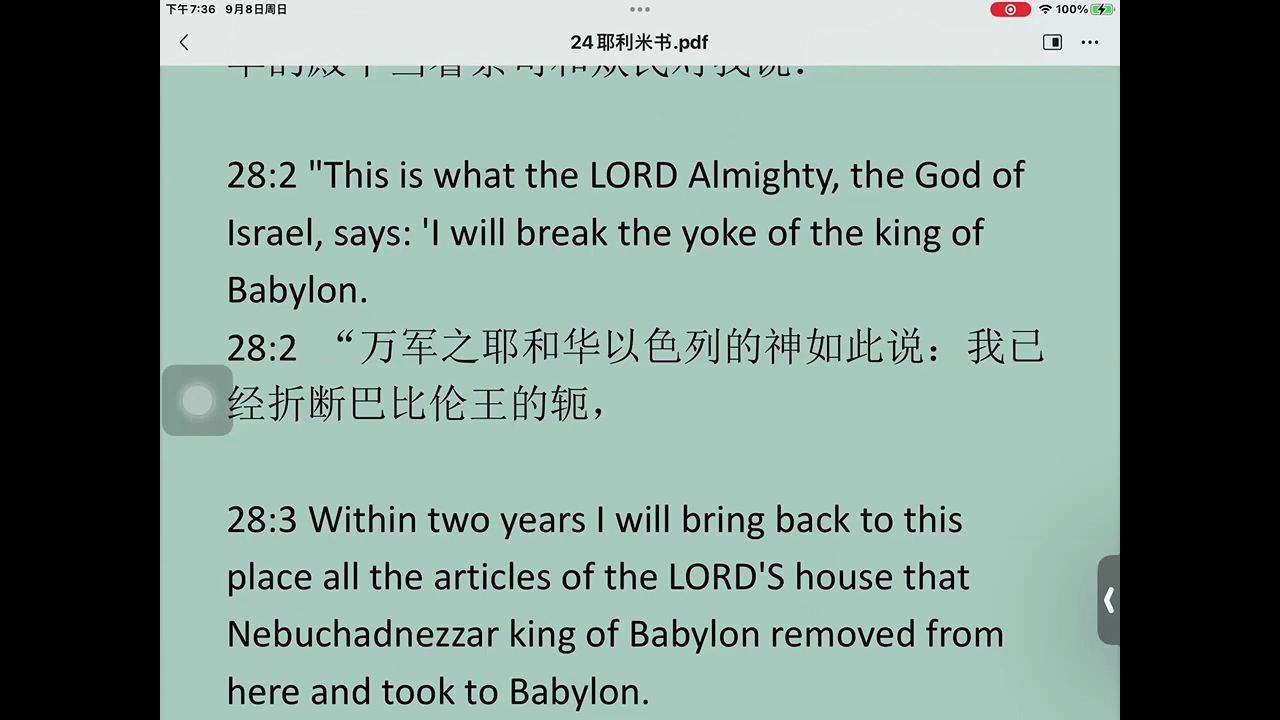 下午7:36 9月8日周日
100%
24耶利米书.pdf
28:2 "This is what the LORD Almighty, the God of
Israel, says: 'I will break the yoke of the king of
Babylon.
28:2 “万军之耶和华以色列的神如此说：我已
经折断巴比伦王的轭，
28:3 Within two years I will bring back to this
place all the articles of the LORD'S house that
Nebuchadnezzar king of Babylon removed from
here and took to Babylon.